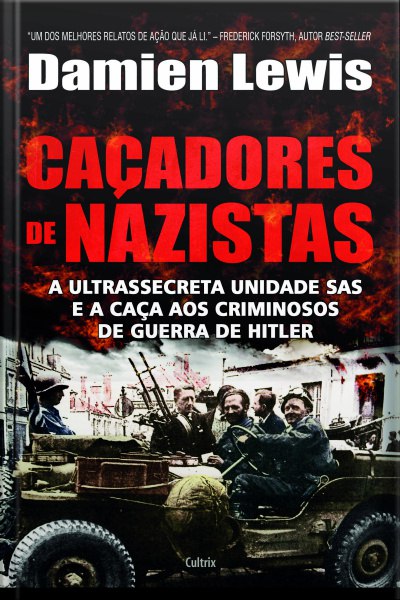 "UM DOS MELHORES RELATOS DE AÇÃO QUE JÁ LI." – FREDERICK FORSYTH, AUTOR BEST-SELLER
Damien Lewis
CAÇADORES
DE NAZISTAS
A ULTRASSECRETA UNIDADE SAS
E A CAÇA AOS CRIMINOSOS
DE GUERRA DE HITLER
Cultrix